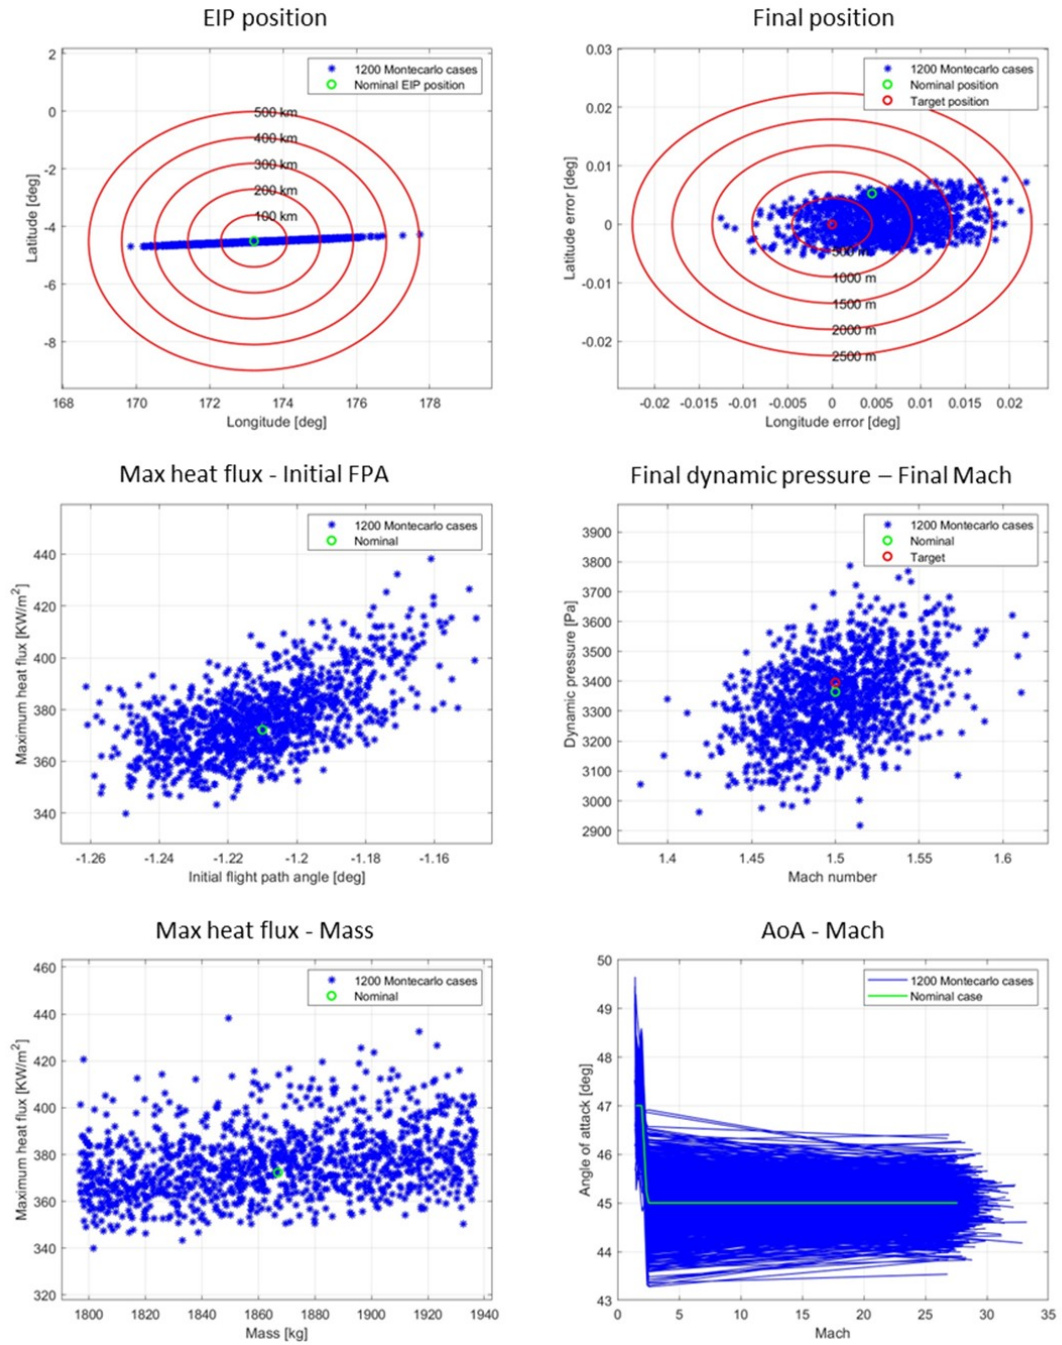 EIP position
2
0
-2
-4
-6
-8
Latitude [deg]
1200 Montecarlo cases
Nominal EIP position
500 km
400 km
300 km
200 km
100 km
168
170
172
174
176
178
Longitude [deg]
Final position
0.03
0.02
0.01
0
-0.01
-0.02
Latitude error [deg]
1200 Montecarlo cases
Nominal position
Target position
500 m
1000 m
1500 m
2000 m
2500 m
-0.02 -0.015 -0.01 -0.005 0 0.005 0.01 0.015 0.02
Longitude error [deg]
Max heat flux - Initial FPA
440
420
400
380
360
340
Maximum heat flux [KW/m2]
1200 Montecarlo cases
Nominal
-1.26
-1.24
-1.22
-1.2
-1.18
-1.16
Initial flight path angle [deg]
Final dynamic pressure – Final Mach
3900
3800
3700
3600
3500
3400
3300
3200
3100
3000
2900
Dynamic pressure [Pa]
1200 Montecarlo cases
Nominal
Target
1.4
1.45
1.5
1.55
1.6
Mach number
Max heat flux - Mass
460
440
420
400
380
360
340
320
Maximum heat flux [KW/m2]
1200 Montecarlo cases
Nominal
1800
1820
1840
1860
1880
1900
1920
1940
Mass [kg]
AoA - Mach
50
49
48
47
46
45
44
43
Angle of attack [deg]
1200 Montecarlo cases
Nominal case
0
5
10
15
20
25
30
35
Mach